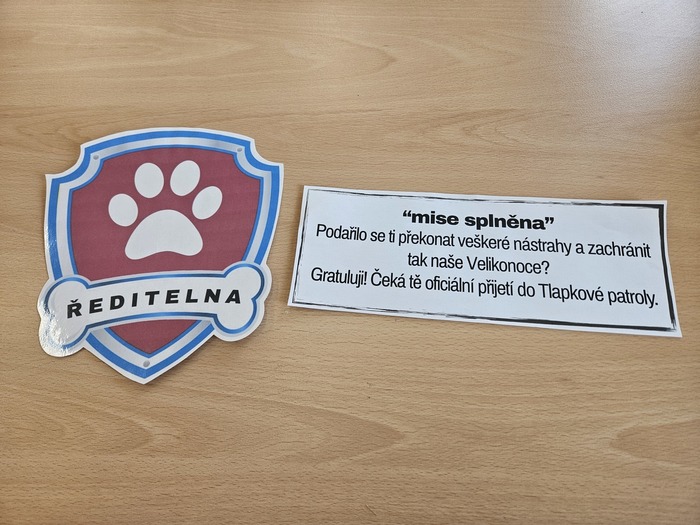 ŘEDITELNA
“mise splněna”
Podařilo se ti překonat veškeré nástrahy a zachránit
tak naše Velikonoce?
Gratuluji! Čeká tě oficiální přijetí do Tlapkové patroly.